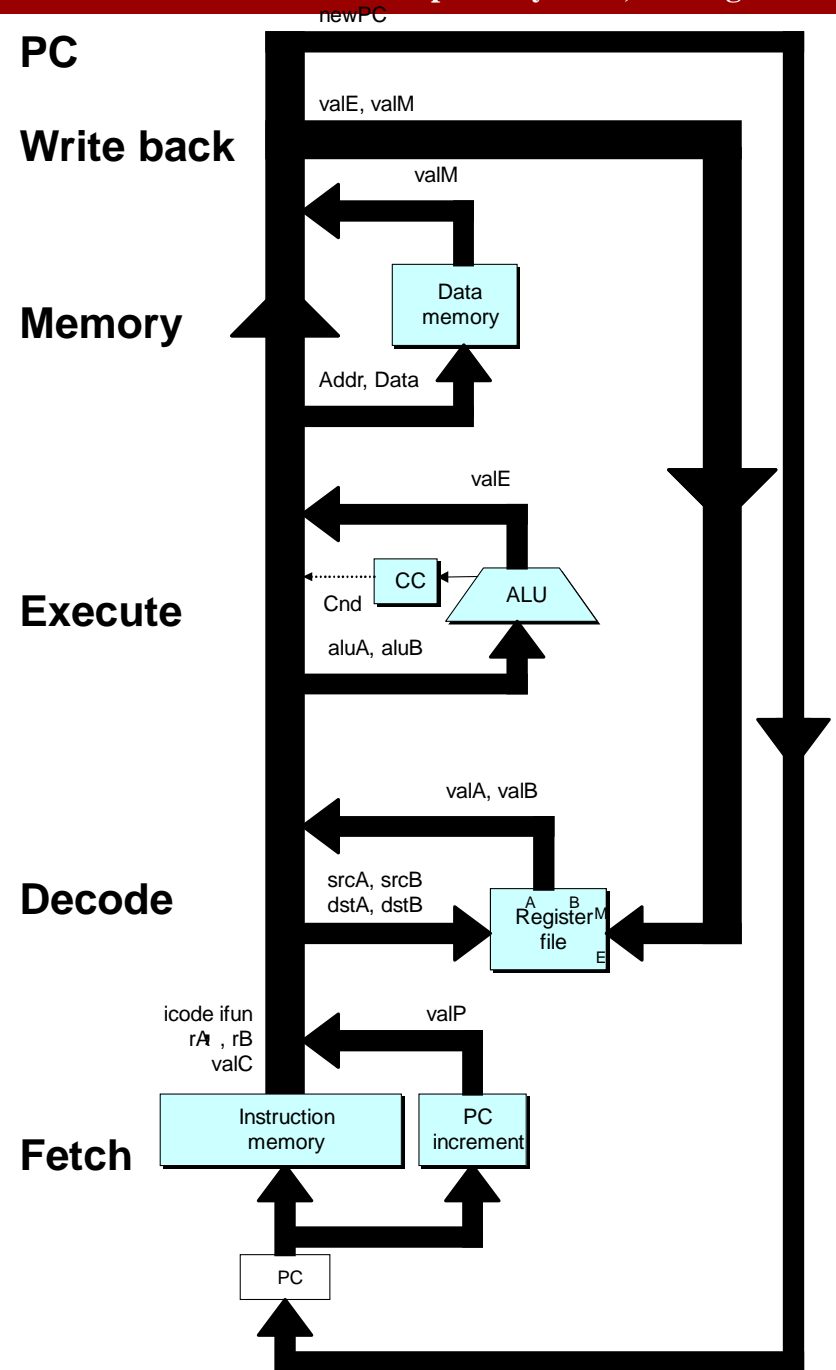 newPC
PC
valE, valM
Write back
valM
Data
memory
Memory
Addr, Data
valE
CC
ALU
Cnd
Execute
aluA, aluB
valA, valB
srcA, srcB
dstA, dstB
Decode
A B
Register M
file
E
icode ifun
rA , rB
valC
valP
Instruction
memory
PC
increment
Fetch
PC